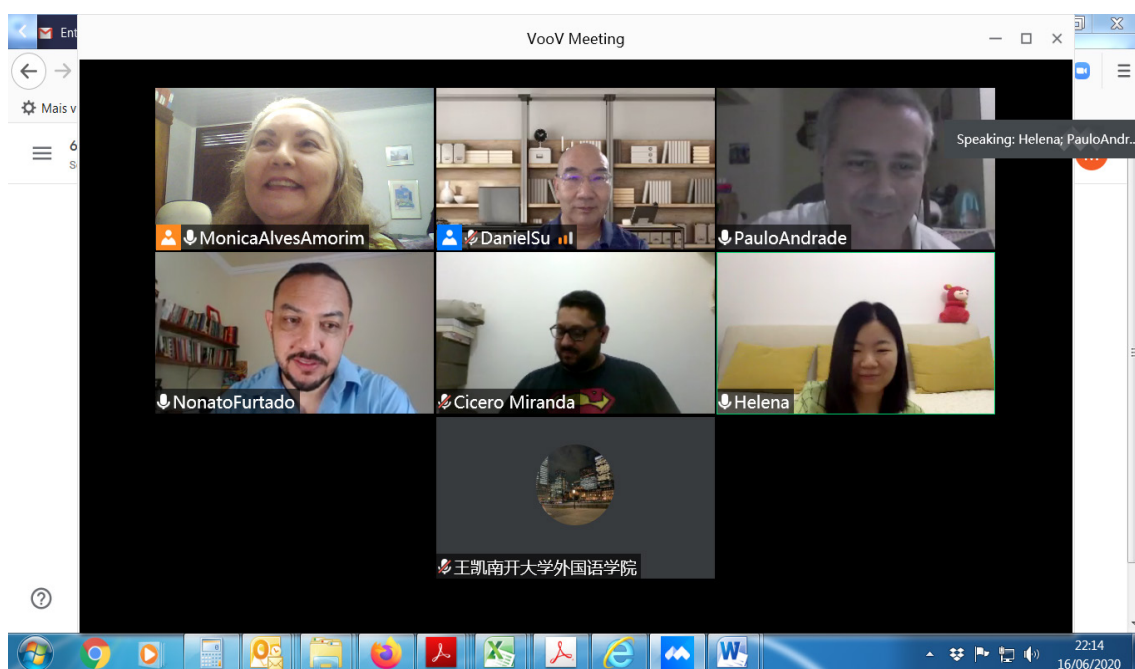 Ent
VooV Meeting
Mais v
6
S
Speaking: Helena; PauloAndr...
MonicaAlvesAmorim
DanielSu
PauloAndrade
NonatoFurtado
Cicero Miranda
Helena
王凯南开大学外国语学院
22:14
16/06/2020